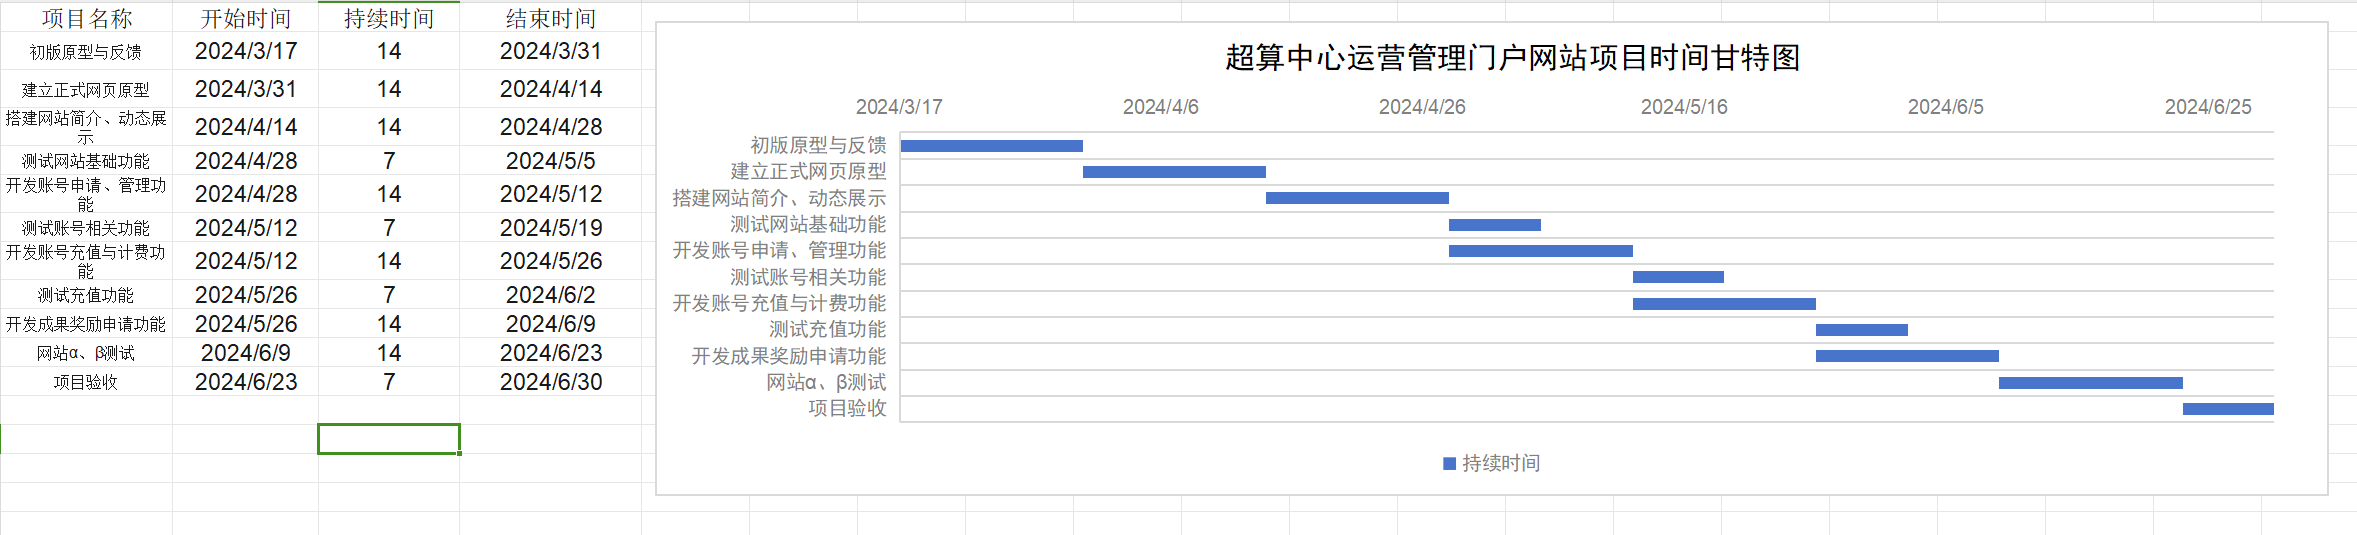 项目名称 开始时间 持续时间 结束时间
初版原型与反馈 2024/3/17 14 2024/3/31
建立正式网页原型 2024/3/31 14 2024/4/14
搭建网站简介、动态展
示 2024/4/14 14 2024/4/28
测试网站基础功能 2024/4/28 7 2024/5/5
开发账号申请、管理功
能 2024/4/28 14 2024/5/12
测试账号相关功能 2024/5/12 7 2024/5/19
开发账号充值与计费功
能 2024/5/12 14 2024/5/26
测试充值功能 2024/5/26 7 2024/6/2
开发成果奖励申请功能 2024/5/26 14 2024/6/9
网站α、β测试 2024/6/9 14 2024/6/23
项目验收 2024/6/23 7 2024/6/30
超算中心运营管理门户网站项目时间甘特图
2024/3/17 2024/4/6 2024/4/26 2024/5/16 2024/6/5 2024/6/25
初版原型与反馈
建立正式网页原型
搭建网站简介、动态展示
测试网站基础功能
开发账号申请、管理功能
测试账号相关功能
开发账号充值与计费功能
测试充值功能
开发成果奖励申请功能
网站α、β测试
项目验收
持续时间